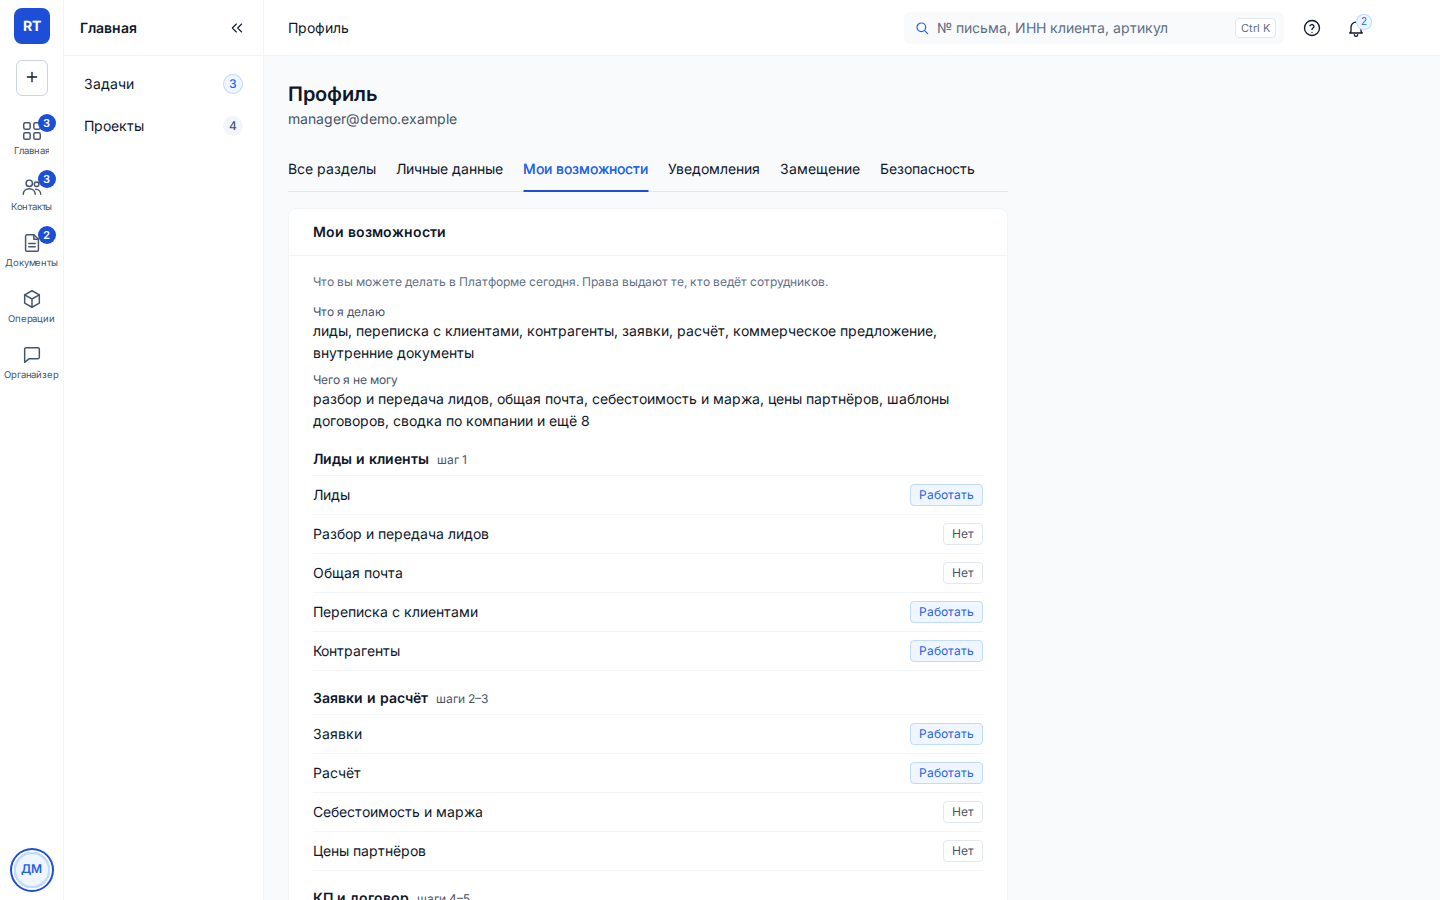 RT
Главная
Профиль
№ письма, ИНН клиента, артикул
Ctrl K
2
Задачи
3
Проекты
4
3
Главная
3
Контакты
2
Документы
Операции
Органайзер
ДМ
Профиль
manager@demo.example
Все разделы
Личные данные
Мои возможности
Уведомления
Замещение
Безопасность
Мои возможности
Что вы можете делать в Платформе сегодня. Права выдают те, кто ведёт сотрудников.
Что я делаю
лиды, переписка с клиентами, контрагенты, заявки, расчёт, коммерческое предложение,
внутренние документы
Чего я не могу
разбор и передача лидов, общая почта, себестоимость и маржа, цены партнёров, шаблоны
договоров, сводка по компании и ещё 8
Лиды и клиенты шаг 1
Лиды
Работать
Разбор и передача лидов
Нет
Общая почта
Нет
Переписка с клиентами
Работать
Контрагенты
Работать
Заявки и расчёт шаги 2–3
Заявки
Работать
Расчёт
Работать
Себестоимость и маржа
Нет
Цены партнёров
Нет
КП и договор шаги 4–5